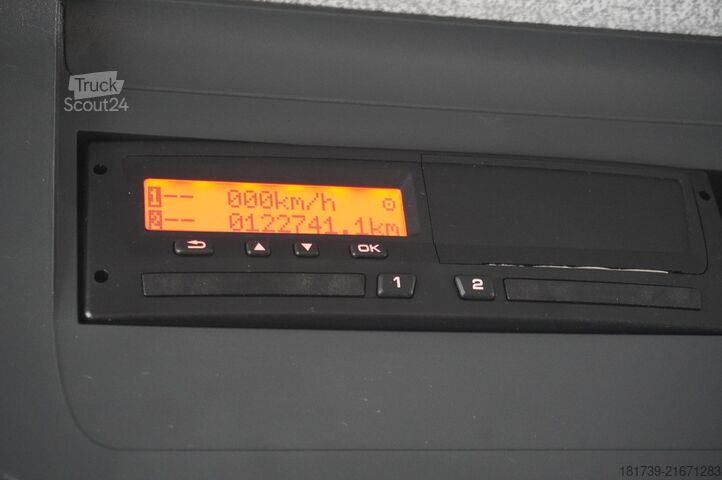 Truck
Scout24
1 -- 000km/h
2 -- 0122741.1km
OK
1
2
181739-21671283